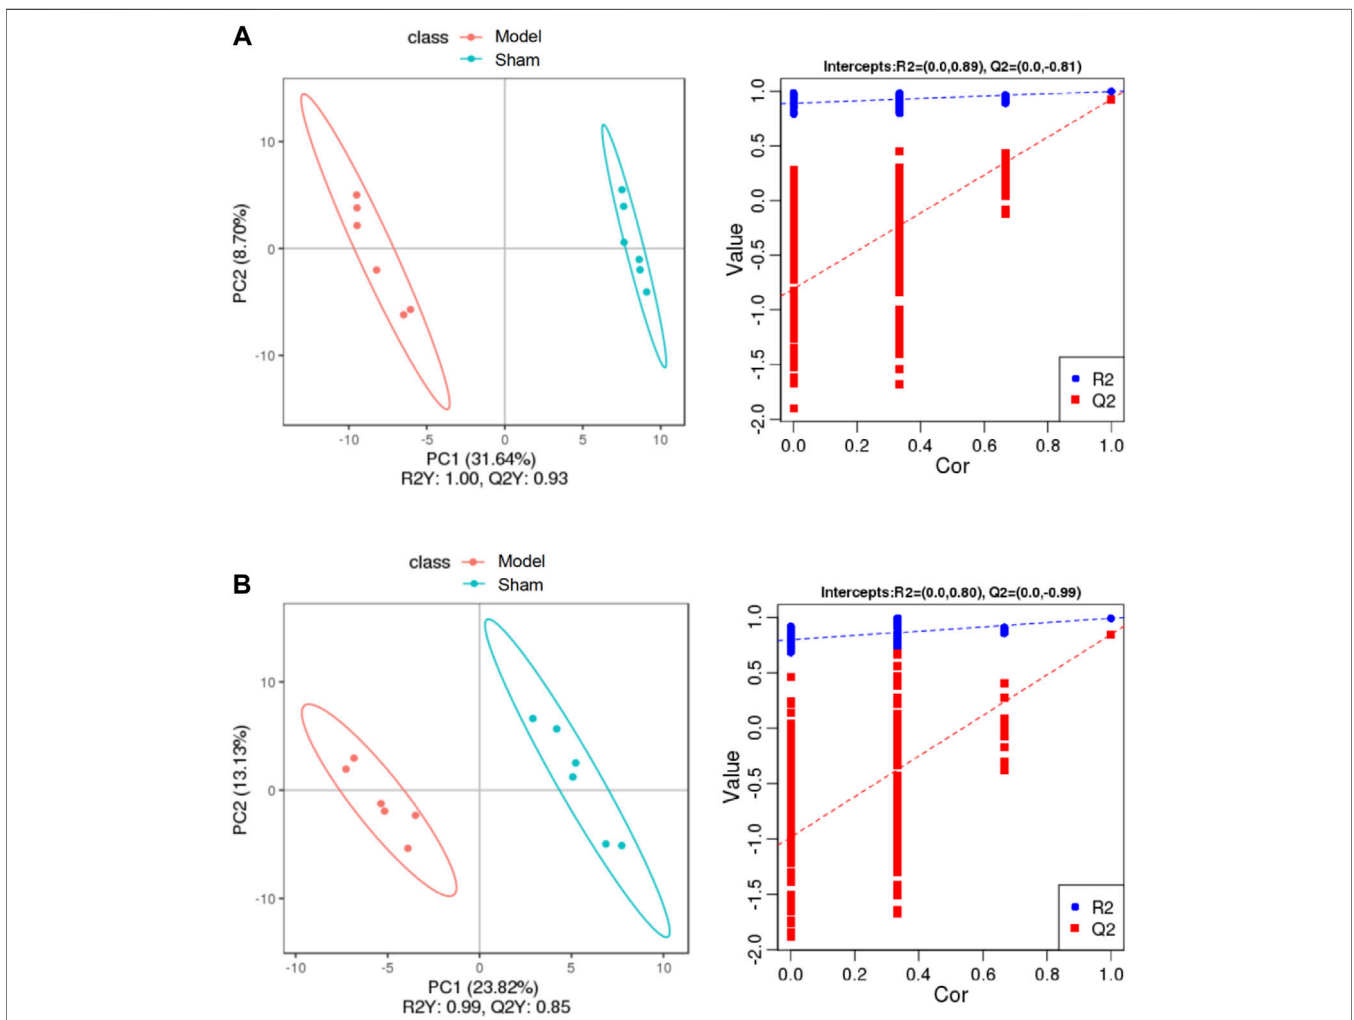 A
class Model
Sham
PC2 (8.70%)
10
0
-10
-10 -5 0 5 10
PC1 (31.64%)
R2Y: 1.00, Q2Y: 0.93
Intercepts:R2=(0.0,0.89), Q2=(0.0,-0.81)
Value
1.0
0.5
0.0
-0.5
-1.0
-1.5
-2.0
R2
Q2
0.0 0.2 0.4 0.6 0.8 1.0
Cor
B
class Model
Sham
PC2 (13.13%)
10
0
-10
-10 -5 0 5 10
PC1 (23.82%)
R2Y: 0.99, Q2Y: 0.85
Intercepts:R2=(0.0,0.80), Q2=(0.0,-0.99)
Value
1.0
0.5
0.0
-0.5
-1.0
-1.5
-2.0
R2
Q2
0.0 0.2 0.4 0.6 0.8 1.0
Cor